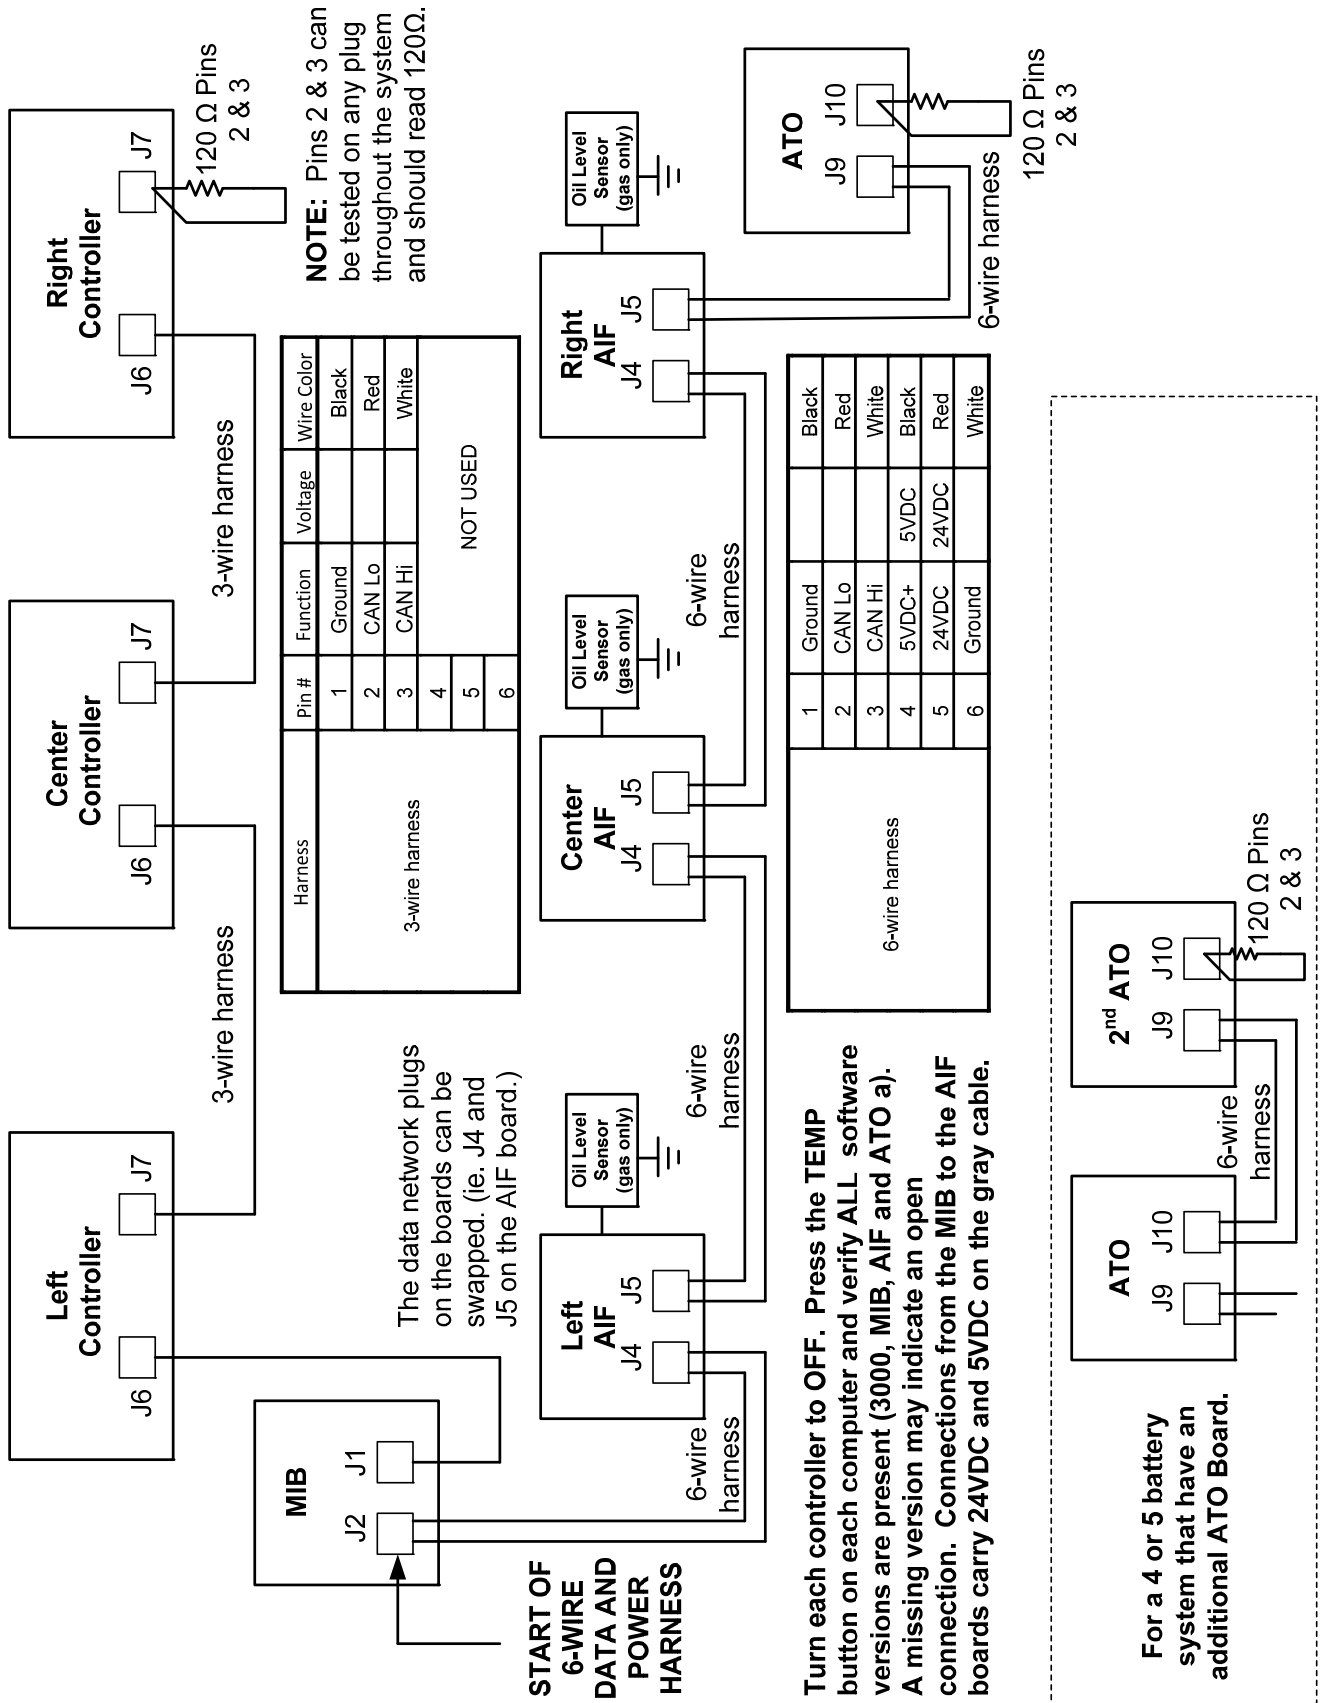 Left
Controller
J6
J7
Center
Controller
J6
J7
Right
Controller
J6
J7
3-wire harness
3-wire harness
120 Ω Pins
2 & 3
MIB
J2
J1
The data network plugs
on the boards can be
swapped. (ie. J4 and
J5 on the AIF board.)
Harness Pin # Function Voltage Wire Color
3-wire harness
1 Ground Black
2 CAN Lo Red
3 CAN Hi White
4
5
6
NOT USED
NOTE: Pins 2 & 3 can
be tested on any plug
throughout the system
and should read 120Ω.
START OF
6-WIRE
DATA AND
POWER
HARNESS
6-wire
harness
Left
AIF
J4
J5
Oil Level
Sensor
(gas only)
6-wire
harness
Center
AIF
J4
J5
Oil Level
Sensor
(gas only)
6-wire
harness
Right
AIF
J4
J5
Oil Level
Sensor
(gas only)
6-wire harness
ATO
J9
J10
120 Ω Pins
2 & 3
Turn each controller to OFF. Press the TEMP
button on each computer and verify ALL software
versions are present (3000, MIB, AIF and ATO a).
A missing version may indicate an open
connection. Connections from the MIB to the AIF
boards carry 24VDC and 5VDC on the gray cable.
6-wire harness
1 Ground Black
2 CAN Lo Red
3 CAN Hi White
4 5VDC+ 5VDC Black
5 24VDC 24VDC Red
6 Ground White
For a 4 or 5 battery
system that have an
additional ATO Board.
ATO
J9
J10
6-wire
harness
2nd ATO
J9
J10
120 Ω Pins
2 & 3